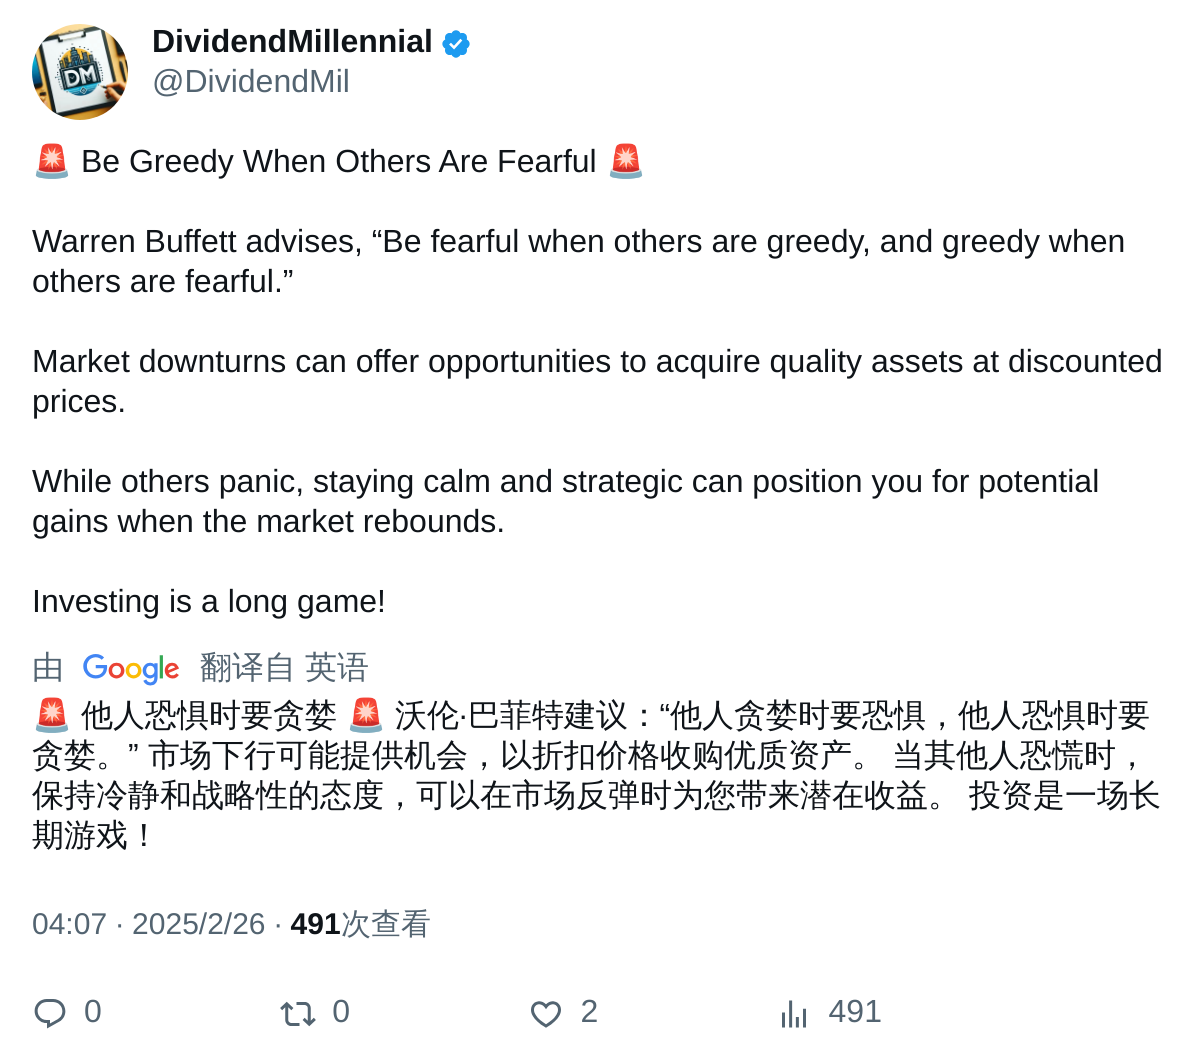 DM
DividendMillennial
@DividendMil
🚨 Be Greedy When Others Are Fearful 🚨
Warren Buffett advises, “Be fearful when others are greedy, and greedy when
others are fearful.”
Market downturns can offer opportunities to acquire quality assets at discounted
prices.
While others panic, staying calm and strategic can position you for potential
gains when the market rebounds.
Investing is a long game!
由 Google 翻译自 英语
🚨 他人恐惧时要贪婪 🚨 沃伦·巴菲特建议：“他人贪婪时要恐惧，他人恐惧时要
贪婪。” 市场下行可能提供机会，以折扣价格收购优质资产。 当其他人恐慌时，
保持冷静和战略性的态度，可以在市场反弹时为您带来潜在收益。 投资是一场长
期游戏！
04:07 · 2025/2/26 · 491次查看
0 0 2 491